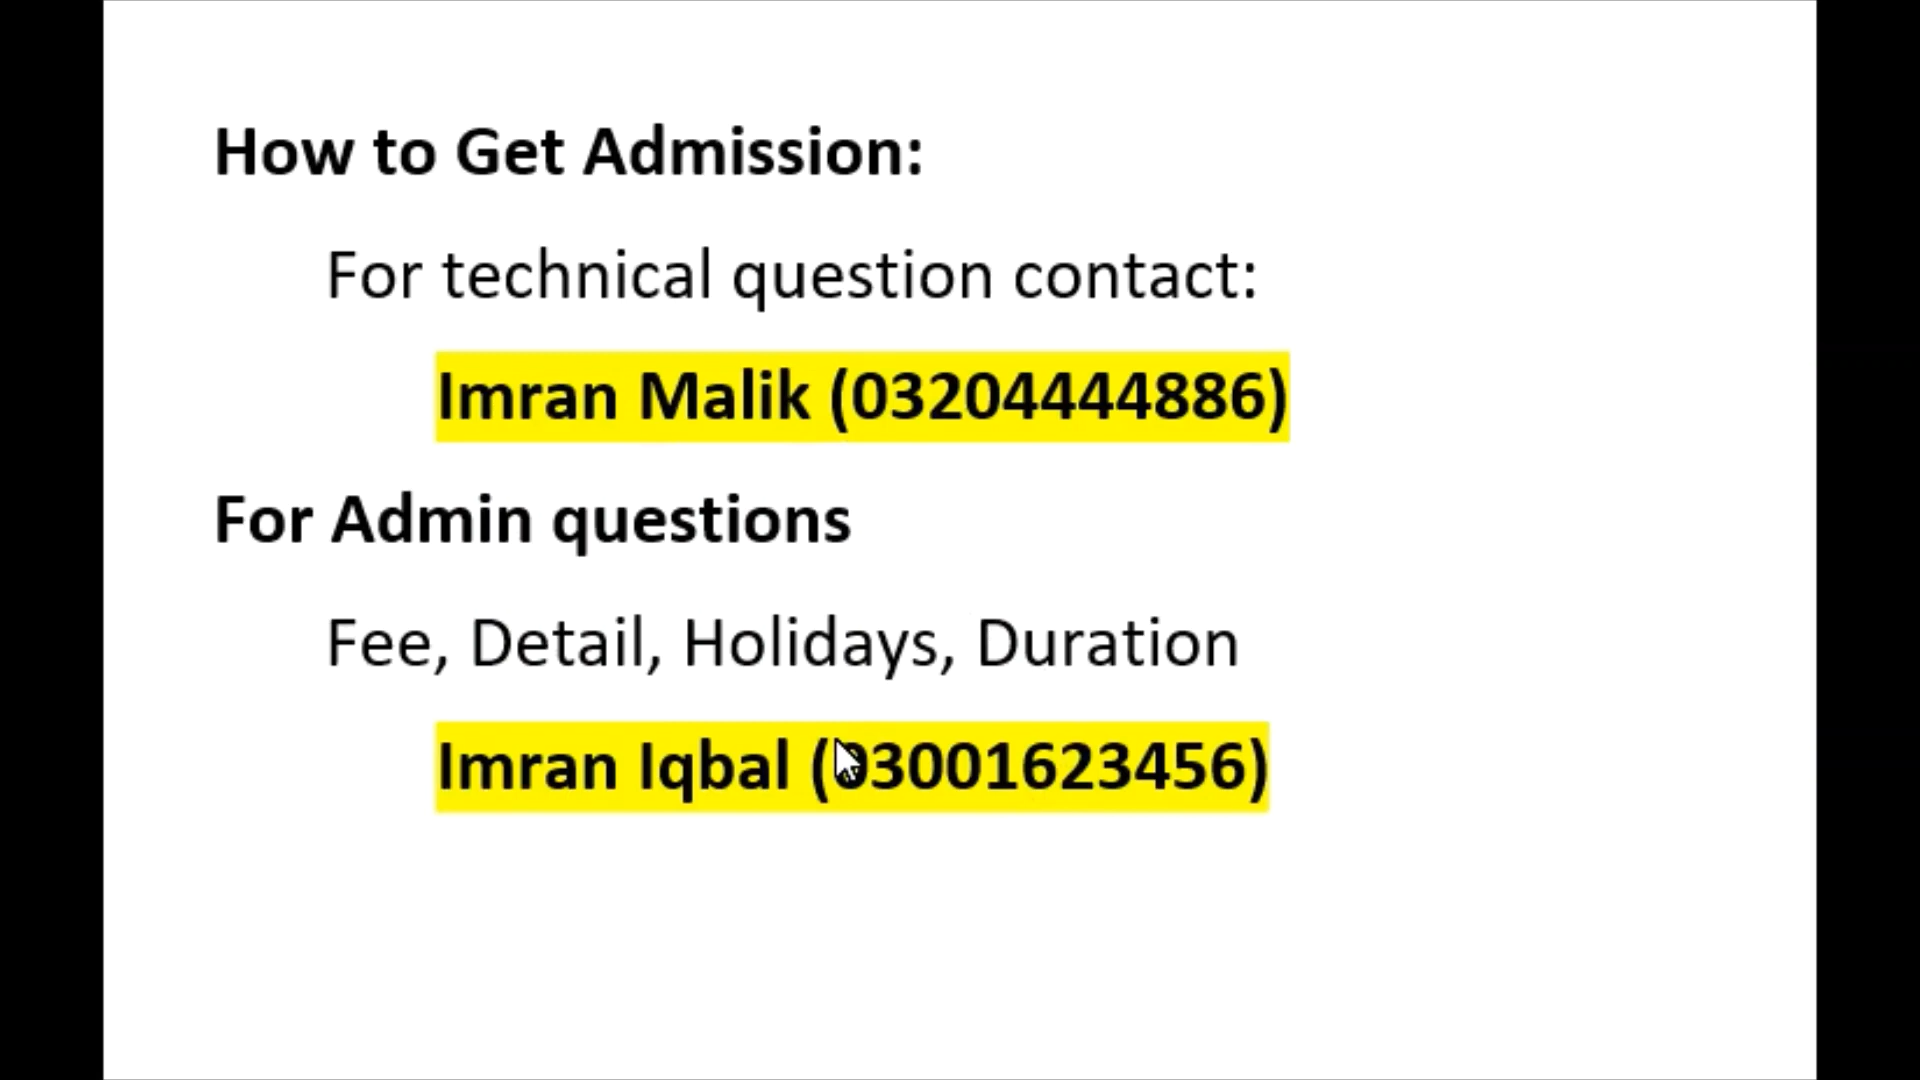 How to Get Admission:
For technical question contact:
Imran Malik (03204444886)
For Admin questions
Fee, Detail, Holidays, Duration
Imran Iqbal (03001623456)